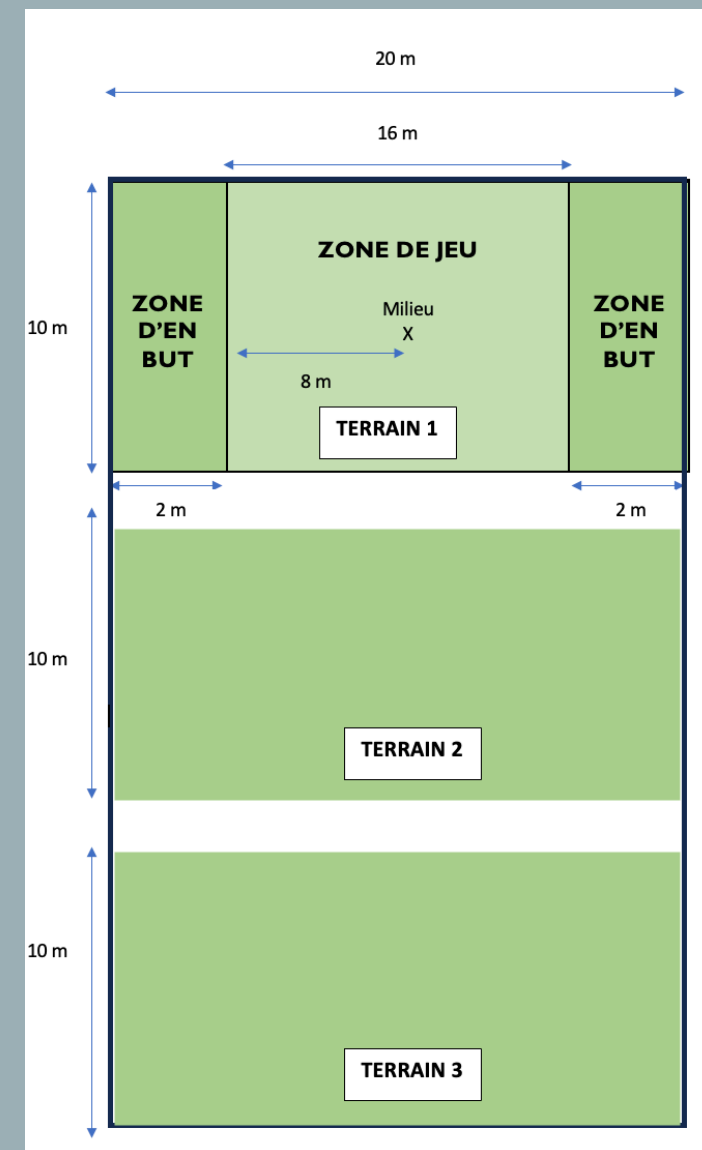 20 m
16 m
ZONE DE JEU
ZONE
D'EN
BUT
Milieu
X
ZONE
D'EN
BUT
10 m
8 m
TERRAIN 1
2 m
2 m
10 m
TERRAIN 2
10 m
TERRAIN 3